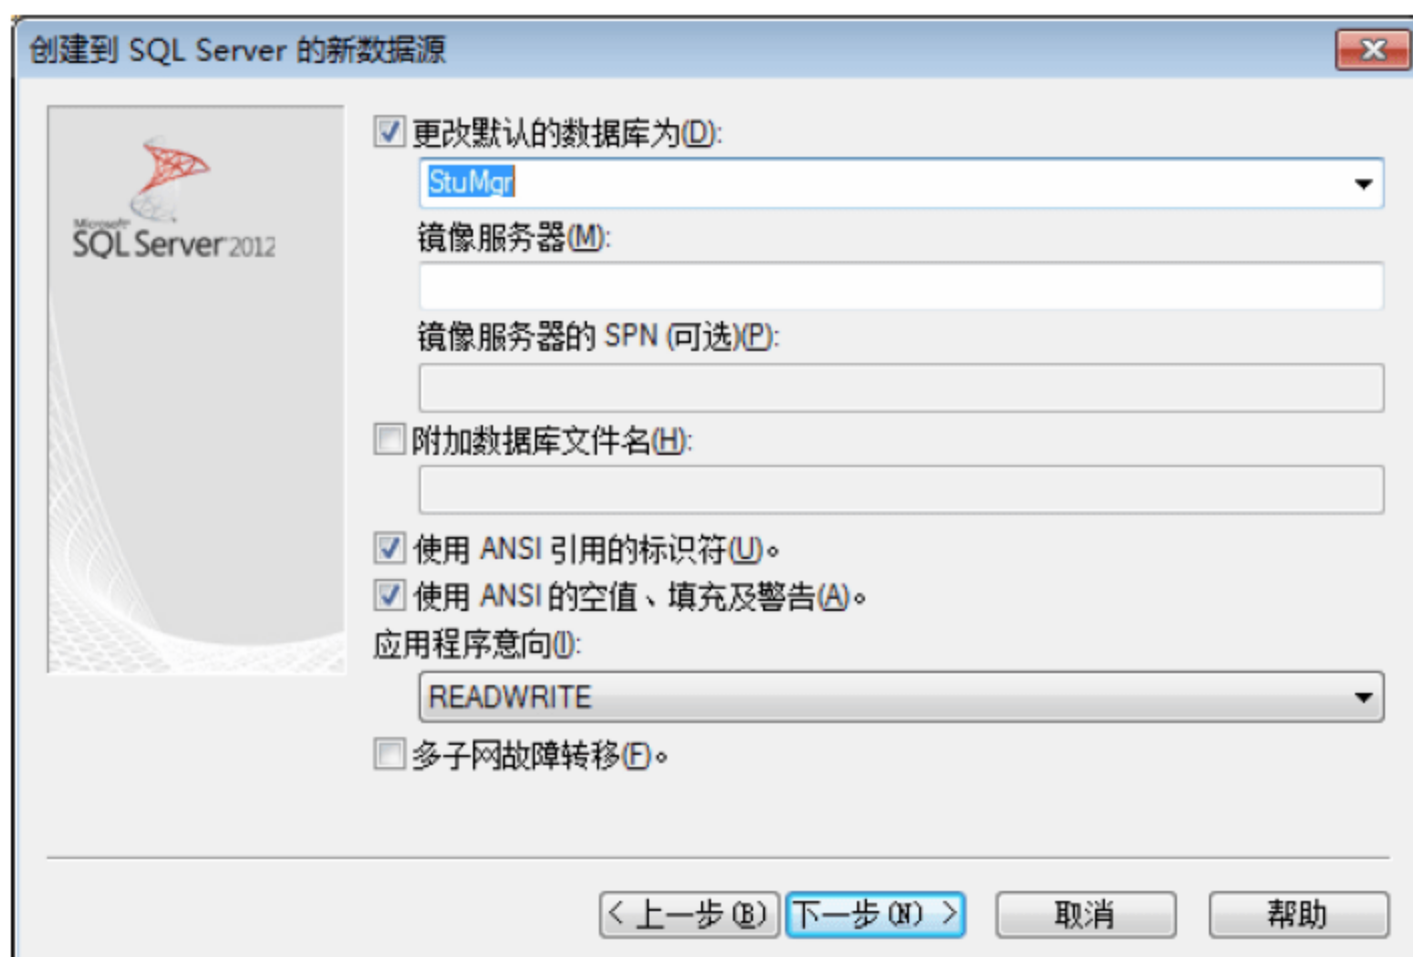 创建到 SQL Server 的新数据源
Microsoft
SQL Server 2012
更改默认的数据库为(D):
StuMgr
镜像服务器(M):
镜像服务器的 SPN (可选)(P):
附加数据库文件名(H):
使用 ANSI 引用的标识符(U)。
使用 ANSI 的空值、填充及警告(A)。
应用程序意向(I):
READWRITE
多子网故障转移(F)。
< 上一步(B) 下一步(N) > 取消 帮助